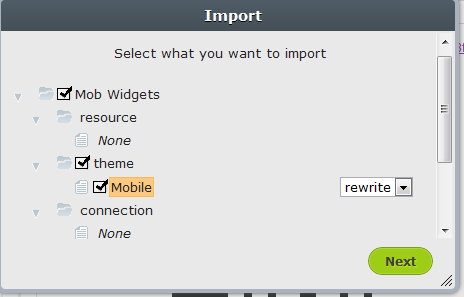 Import
Select what you want to import
Mob Widgets
resource
None
theme
Mobile rewrite
connection
None
Next